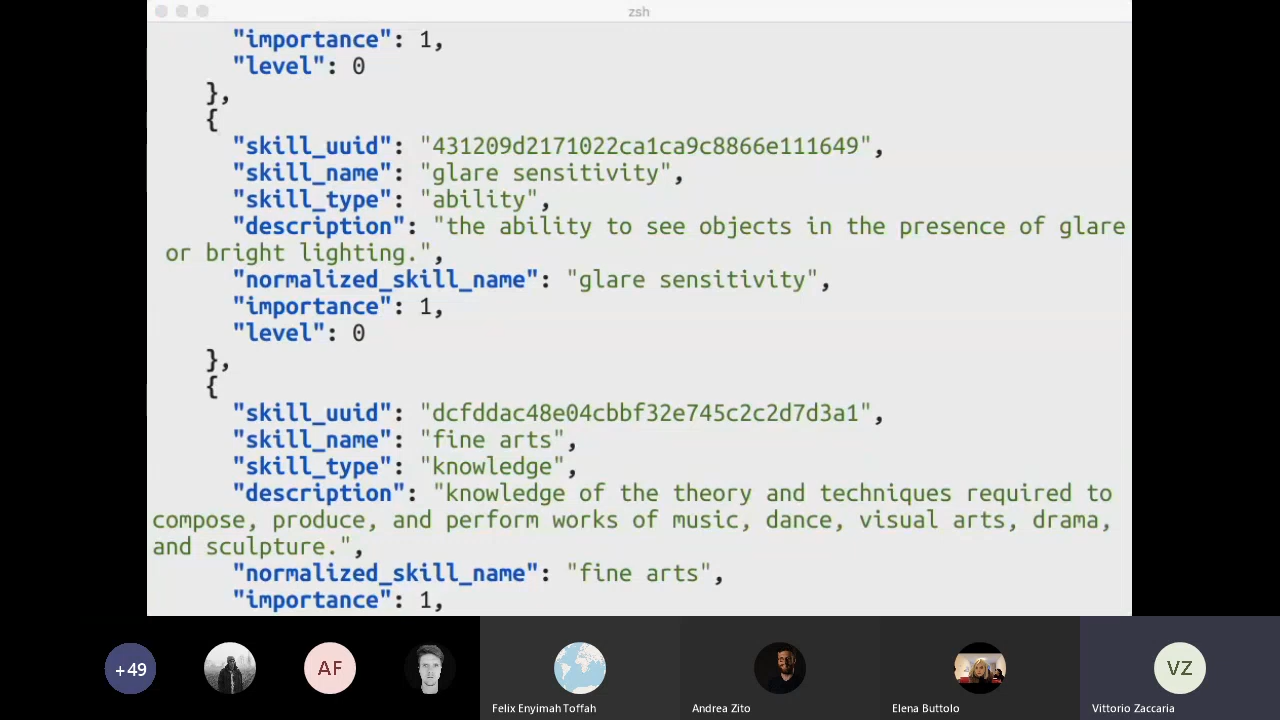 zsh
"importance": 1,
"level": 0
},
{
"skill_uuid": "431209d2171022ca1ca9c8866e111649",
"skill_name": "glare sensitivity",
"skill_type": "ability",
"description": "the ability to see objects in the presence of glare
or bright lighting.",
"normalized_skill_name": "glare sensitivity",
"importance": 1,
"level": 0
},
{
"skill_uuid": "dcfddac48e04cbbf32e745c2c2d7d3a1",
"skill_name": "fine arts",
"skill_type": "knowledge",
"description": "knowledge of the theory and techniques required to
compose, produce, and perform works of music, dance, visual arts, drama,
and sculpture.",
"normalized_skill_name": "fine arts",
"importance": 1,
+49
AF
VZ
Felix Enyimah Toffah
Andrea Zito
Elena Buttolo
Vittorio Zaccaria